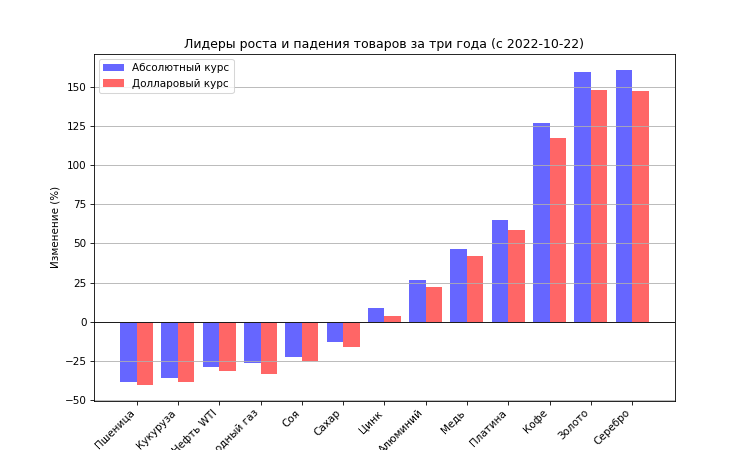 Лидеры роста и падения товаров за три года (с 2022-10-22)
Абсолютный курс
Долларовый курс
Изменение (%)
150
125
100
75
50
25
0
−25
−50
Пшеница
Кукуруза
Нефть WTI
газ
Соя
Сахар
Цинк
Алюминий
Медь
Платина
Кофе
Золото
Серебро